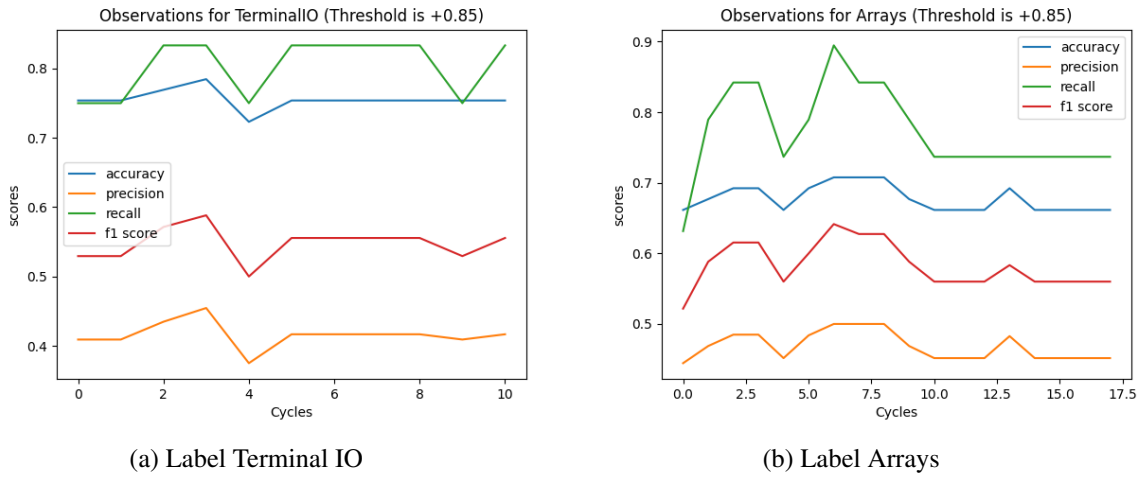 Observations for TerminalIO (Threshold is +0.85)
0.8
0.7
0.6
0.5
0.4
scores
accuracy
precision
recall
f1 score
0 2 4 6 8 10
Cycles
(a) Label Terminal IO
Observations for Arrays (Threshold is +0.85)
0.9
0.8
0.7
0.6
0.5
scores
accuracy
precision
recall
f1 score
0.0 2.5 5.0 7.5 10.0 12.5 15.0 17.5
Cycles
(b) Label Arrays